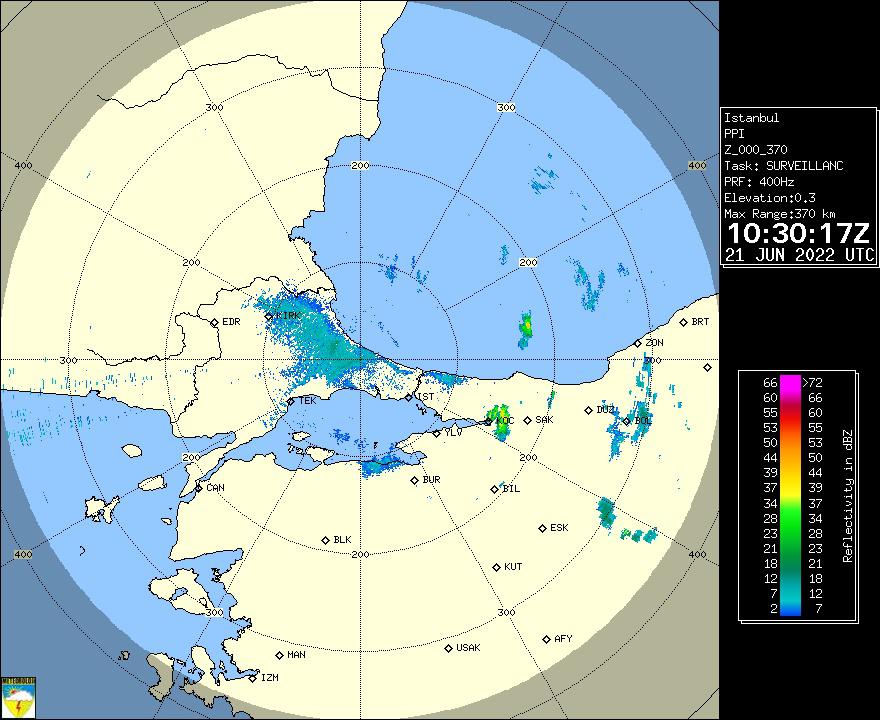 300
300
400
200
400
200
200
KIRK
EDR
BRT
ZON
300
300
IST
TEK
DUZ
KOC
SAK
BOL
YLV
200
200
BUR
CAN
BIL
ESK
BLK
400
200
400
KUT
300
300
AFY
USAK
MAN
IZM
Istanbul
PPI
Z_000_370
Task: SURVEILLANC
PRF: 400Hz
Elevation:0.3
Max Range:370 km
10:30:17Z
21 JUN 2022 UTC
66 >72
60 66
55 60
53 55
50 53
44 50
39 44
37 39
34 37
28 34
23 28
21 23
18 21
12 18
7 12
2 7
Reflectivity in dBZ